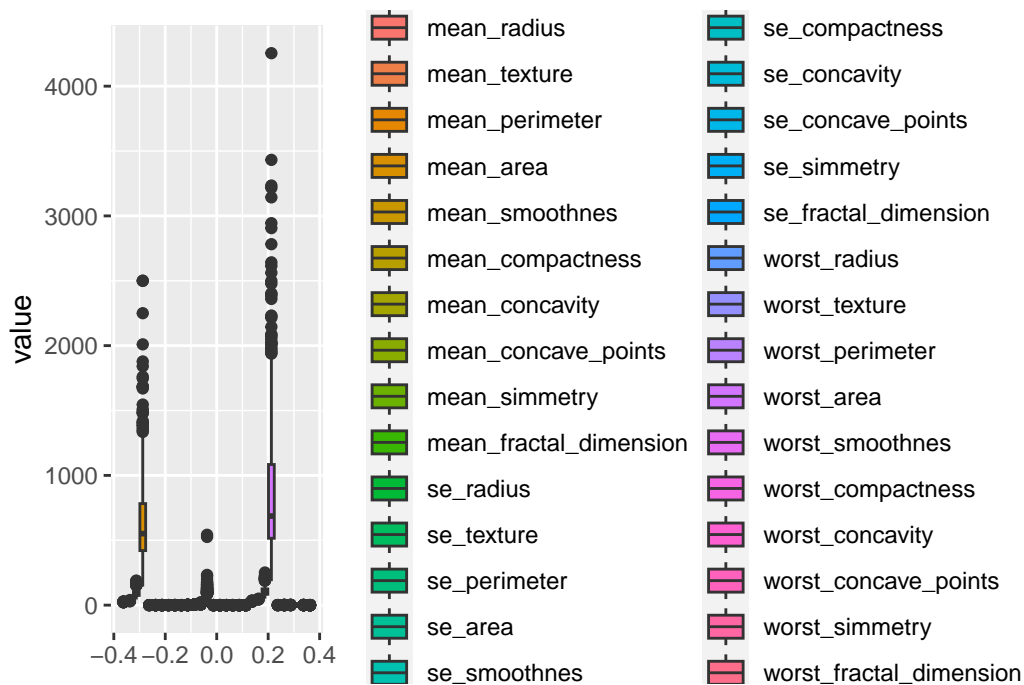 value
4000
3000
2000
1000
0
−0.4 −0.2 0.0 0.2 0.4
mean_radius
mean_texture
mean_perimeter
mean_area
mean_smoothnes
mean_compactness
mean_concavity
mean_concave_points
mean_simmetry
mean_fractal_dimension
se_radius
se_texture
se_perimeter
se_area
se_smoothnes
se_compactness
se_concavity
se_concave_points
se_simmetry
se_fractal_dimension
worst_radius
worst_texture
worst_perimeter
worst_area
worst_smoothnes
worst_compactness
worst_concavity
worst_concave_points
worst_simmetry
worst_fractal_dimension